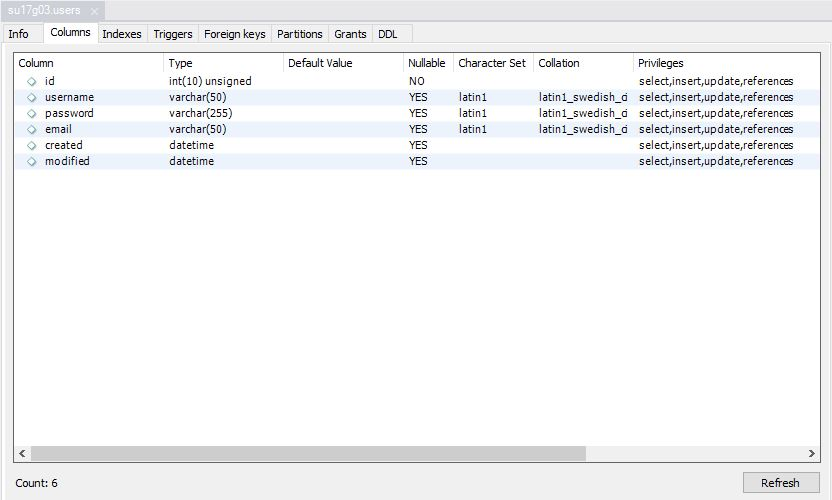 su17g03.users ×
Info Columns Indexes Triggers Foreign keys Partitions Grants DDL
Column Type Default Value Nullable Character Set Collation Privileges
id int(10) unsigned NO select,insert,update,references
username varchar(50) YES latin1 latin1_swedish_ci select,insert,update,references
password varchar(255) YES latin1 latin1_swedish_ci select,insert,update,references
email varchar(50) YES latin1 latin1_swedish_ci select,insert,update,references
created datetime YES select,insert,update,references
modified datetime YES select,insert,update,references
Count: 6 Refresh